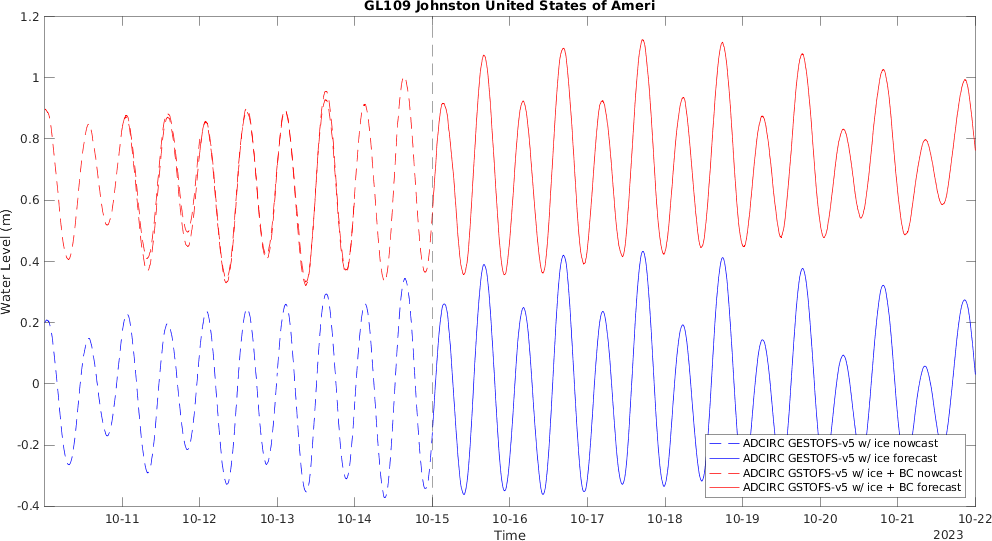 GL109 Johnston United States of Ameri
1.2
1
0.8
0.6
0.4
0.2
0
-0.2
-0.4
Water Level (m)
ADCIRC GESTOFS-v5 w/ ice nowcast
ADCIRC GESTOFS-v5 w/ ice forecast
ADCIRC GSTOFS-v5 w/ ice + BC nowcast
ADCIRC GSTOFS-v5 w/ ice + BC forecast
10-11 10-12 10-13 10-14 10-15 10-16 10-17 10-18 10-19 10-20 10-21 10-22
Time
2023